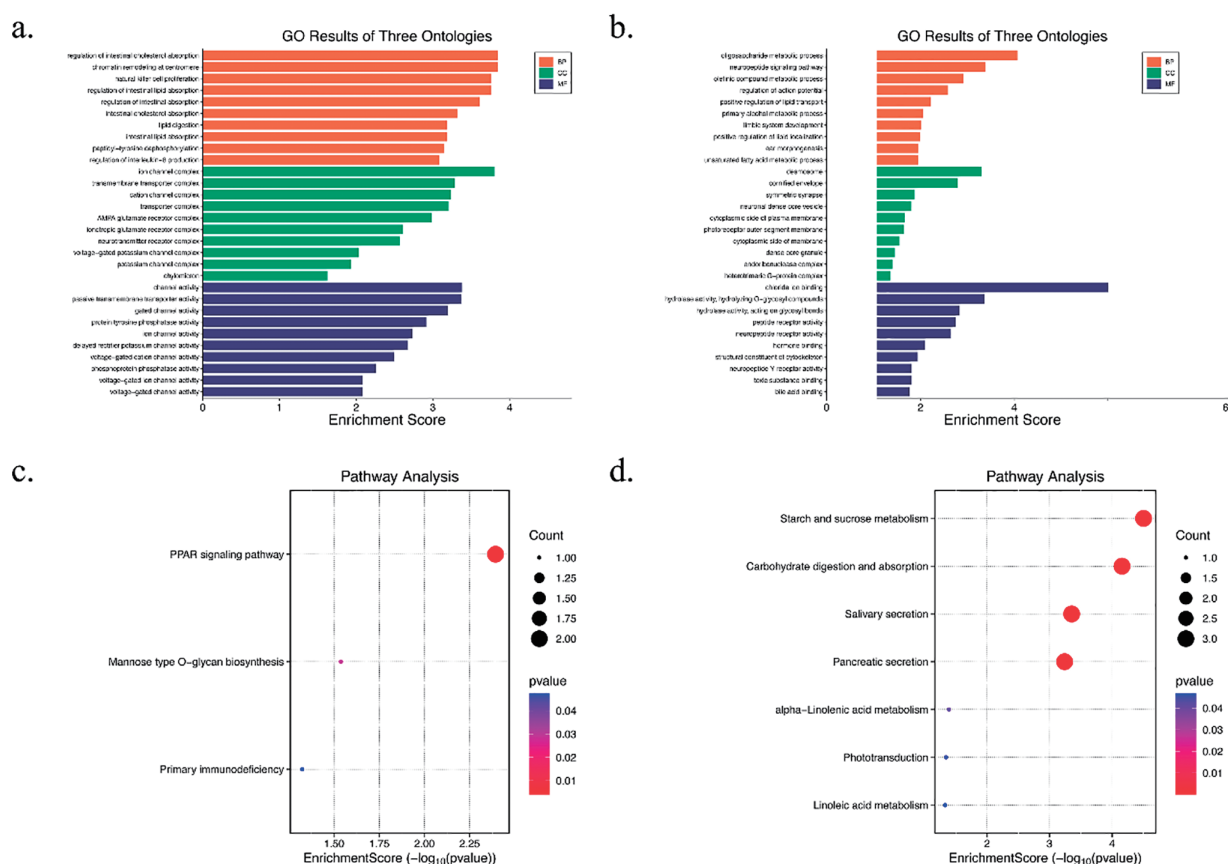 a.
GO Results of Three Ontologies
regulation of intestinal cholesterol absorption
chromatin remodeling at centromere
natural killer cell proliferation
regulation of intestinal lipid absorption
regulation of intestinal absorption
intestinal cholesterol absorption
lipid digestion
intestinal lipid absorption
peptidyl-tyrosine dephosphorylation
regulation of interleukin-6 production
ion channel complex
transmembrane transporter complex
cation channel complex
transporter complex
AMPA glutamate receptor complex
ionotropic glutamate receptor complex
neurotransmitter receptor complex
voltage-gated potassium channel complex
potassium channel complex
chylomicron
channel activity
passive transmembrane transporter activity
gated channel activity
protein tyrosine phosphatase activity
ion channel activity
delayed rectifier potassium channel activity
voltage-gated cation channel activity
phosphoprotein phosphatase activity
voltage-gated ion channel activity
voltage-gated channel activity
0 1 2 3 4
Enrichment Score
BP
CC
MF
b.
GO Results of Three Ontologies
oligosaccharide metabolic process
neuropeptide signaling pathway
olefinic compound metabolic process
regulation of action potential
positive regulation of lipid transport
primary alcohol metabolic process
limbic system development
positive regulation of lipid localization
ear morphogenesis
unsaturated fatty acid metabolic process
desmosome
cornified envelope
symmetric synapse
neuronal dense core vesicle
cytoplasmic side of plasma membrane
photoreceptor outer segment membrane
cytoplasmic side of membrane
dense core granule
endoribonuclease complex
heterotrimeric G-protein complex
chloride ion binding
hydrolase activity, hydrolyzing O-glycosyl compounds
hydrolase activity, acting on glycosyl bonds
peptide receptor activity
neuropeptide receptor activity
hormone binding
structural constituent of cytoskeleton
neuropeptide Y receptor activity
toxic substance binding
bile acid binding
0 2 4 6
Enrichment Score
BP
CC
MF
c.
Pathway Analysis
PPAR signaling pathway
Mannose type O-glycan biosynthesis
Primary immunodeficiency
1.50 1.75 2.00 2.25
EnrichmentScore (-log10(pvalue))
Count
1.00
1.25
1.50
1.75
2.00
pvalue
0.04
0.03
0.02
0.01
d.
Pathway Analysis
Starch and sucrose metabolism
Carbohydrate digestion and absorption
Salivary secretion
Pancreatic secretion
alpha-Linolenic acid metabolism
Phototransduction
Linoleic acid metabolism
2 3 4
EnrichmentScore (-log10(pvalue))
Count
1.0
1.5
2.0
2.5
3.0
pvalue
0.04
0.03
0.02
0.01